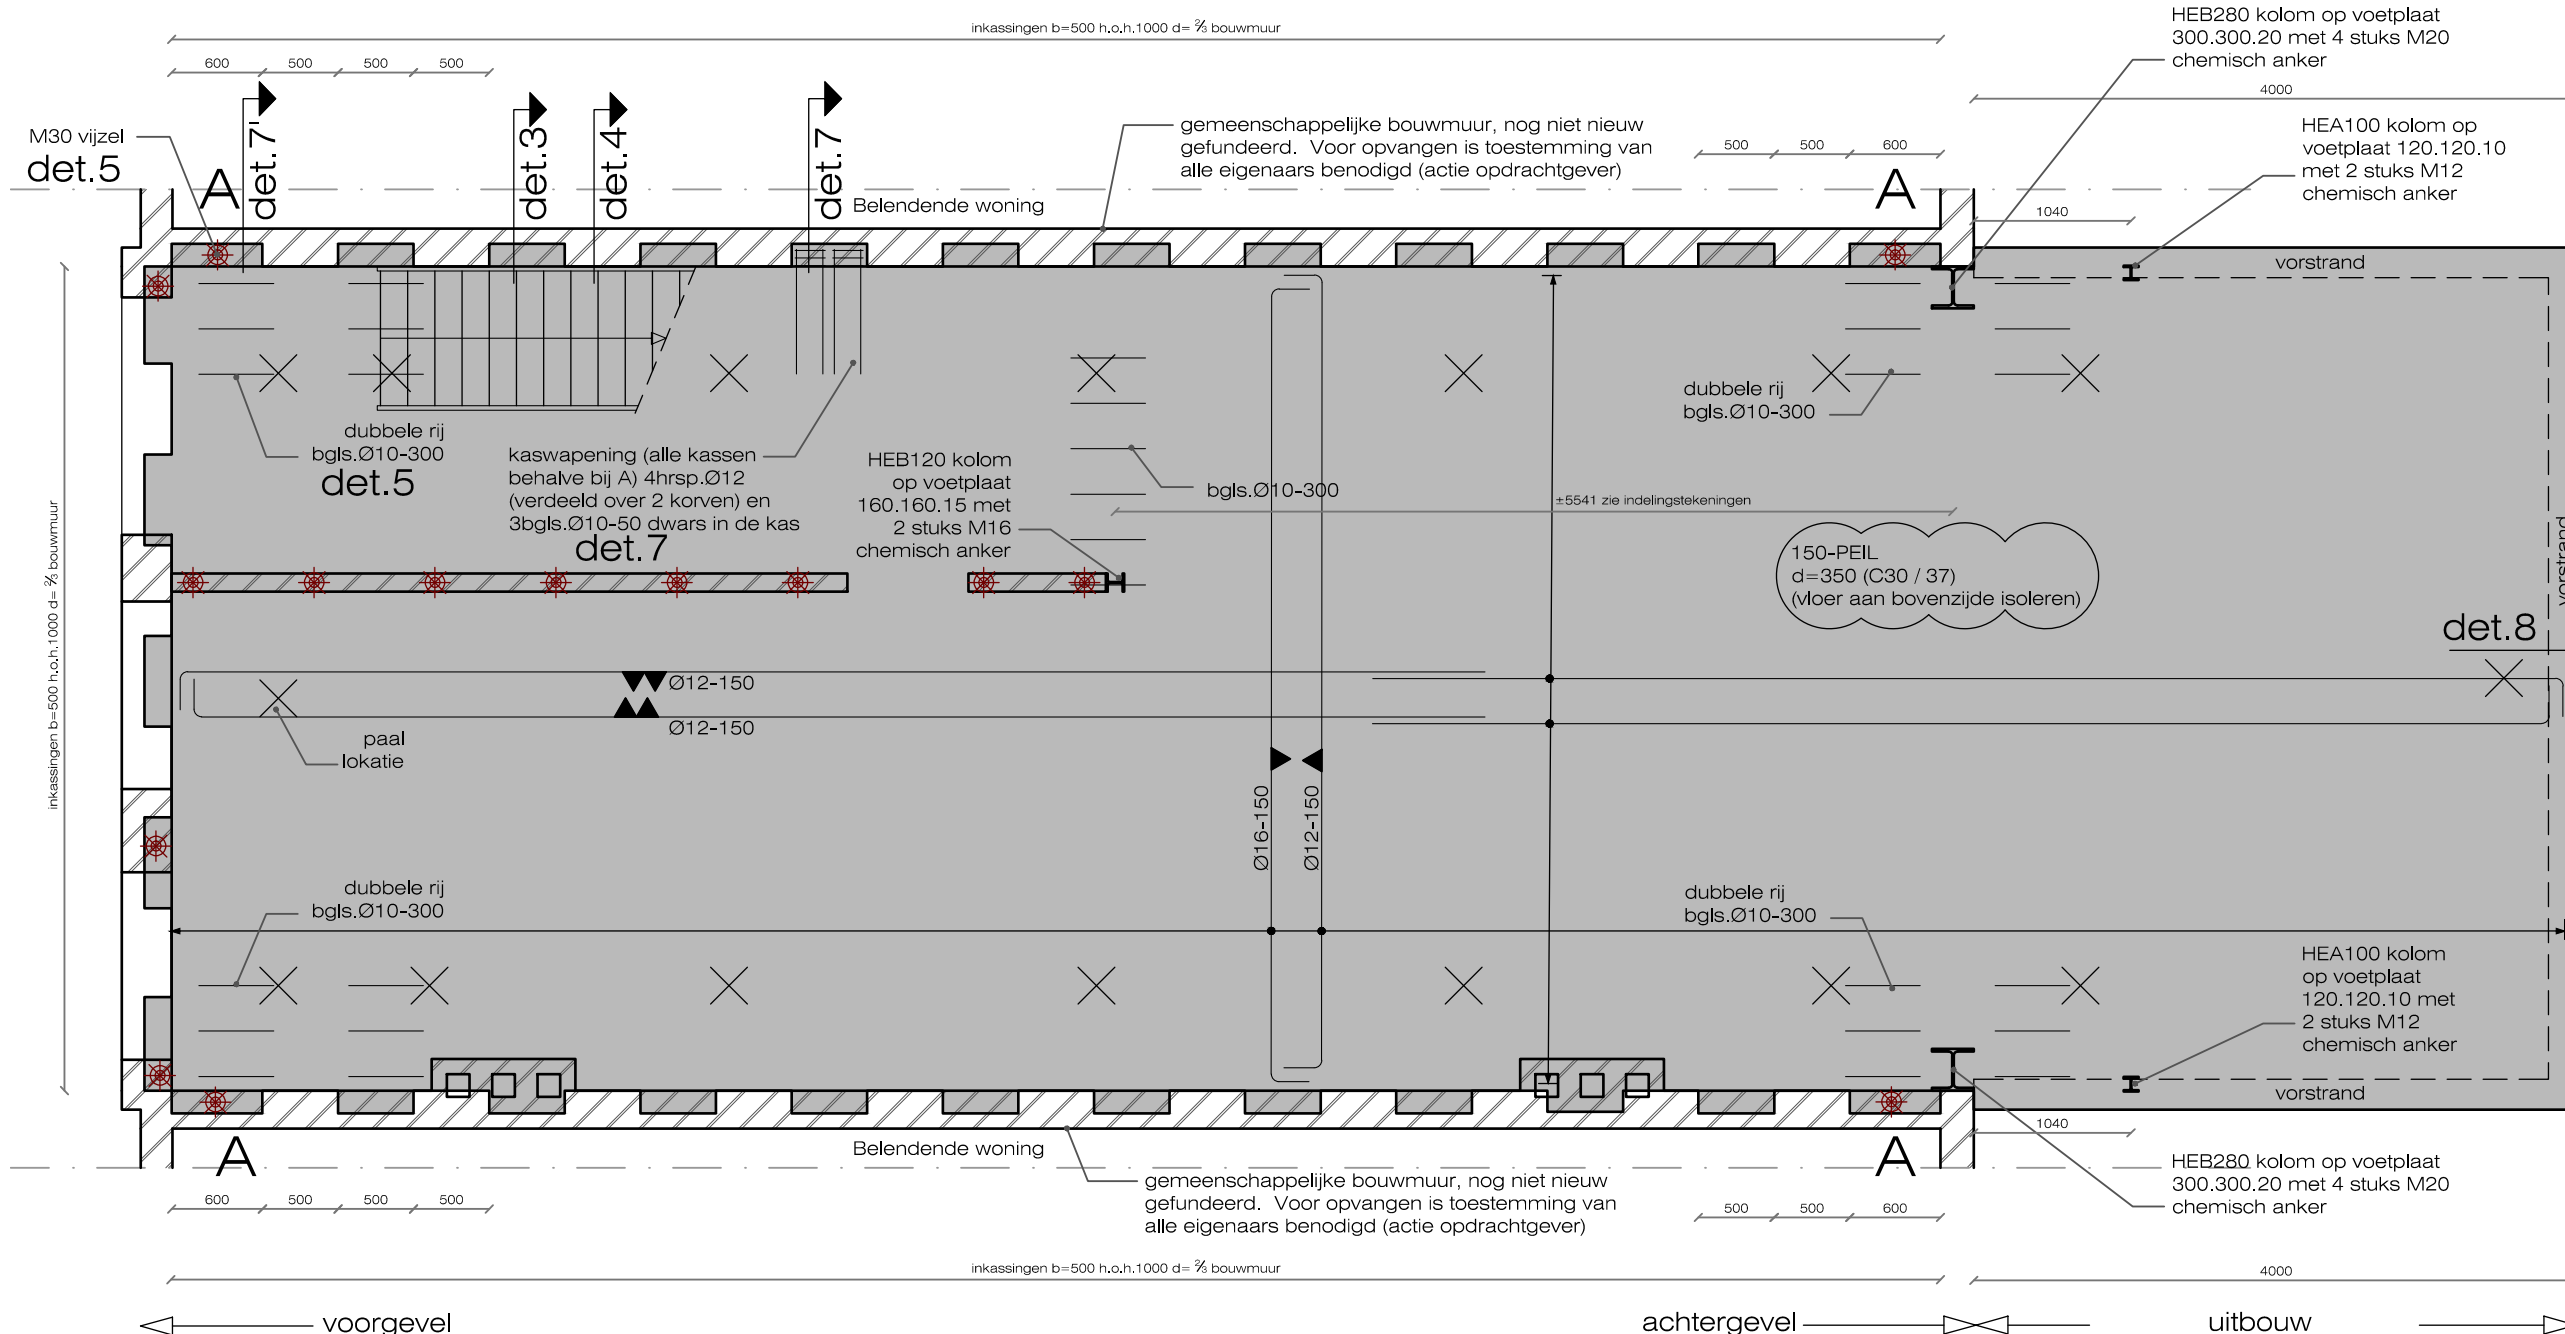 inkassingen b=500 h.o.h.1000 d= ⅔ bouwmuur
600
500
500
500
HEB280 kolom op voetplaat
300.300.20 met 4 stuks M20
chemisch anker
4000
M30 vijzel
det.5
A
det.7'
det.3
det.4
det.7
gemeenschappelijke bouwmuur, nog niet nieuw
gefundeerd. Voor opvangen is toestemming van
alle eigenaars benodigd (actie opdrachtgever)
500
500
600
A
HEA100 kolom op
voetplaat 120.120.10
met 2 stuks M12
chemisch anker
Belendende woning
1040
vorstrand
dubbele rij
bgls.Ø10-300
det.5
kaswapening (alle kassen
behalve bij A) 4hrsp.Ø12
(verdeeld over 2 korven) en
3bgls.Ø10-50 dwars in de kas
det.7
HEB120 kolom
op voetplaat
160.160.15 met
2 stuks M16
chemisch anker
bgls.Ø10-300
dubbele rij
bgls.Ø10-300
±5541 zie indelingstekeningen
150-PEIL
d=350 (C30 / 37)
(vloer aan bovenzijde isoleren)
vorstrand
det.8
inkassingen b=500 h.o.h.1000 d= ⅔ bouwmuur
Ø12-150
Ø12-150
paal
lokatie
Ø16-150
Ø12-150
dubbele rij
bgls.Ø10-300
dubbele rij
bgls.Ø10-300
HEA100 kolom
op voetplaat
120.120.10 met
2 stuks M12
chemisch anker
vorstrand
1040
A
Belendende woning
A
gemeenschappelijke bouwmuur, nog niet nieuw
gefundeerd. Voor opvangen is toestemming van
alle eigenaars benodigd (actie opdrachtgever)
HEB280 kolom op voetplaat
300.300.20 met 4 stuks M20
chemisch anker
600
500
500
500
500
500
600
inkassingen b=500 h.o.h.1000 d= ⅔ bouwmuur
4000
voorgevel
achtergevel
uitbouw